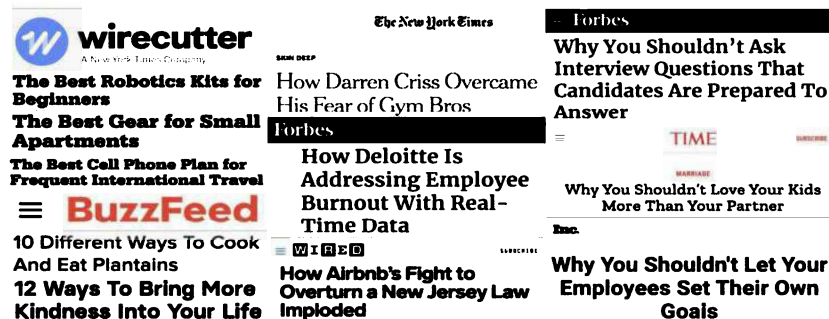 wirecutter
A New York Times Company
The Best Robotics Kits for
Beginners
The Best Gear for Small
Apartments
The Best Cell Phone Plan for
Frequent International Travel
BuzzFeed
10 Different Ways To Cook
And Eat Plantains
12 Ways To Bring More
Kindness Into Your Life
The New York Times
SKIN DEEP
How Darren Criss Overcame
His Fear of Gym Bros
Forbes
How Deloitte Is
Addressing Employee
Burnout With Real-
Time Data
WIRED
SUBSCRIBE
How Airbnb's Fight to
Overturn a New Jersey Law
Imploded
Forbes
Why You Shouldn't Ask
Interview Questions That
Candidates Are Prepared To
Answer
TIME
SUBSCRIBE
MARRIAGE
Why You Shouldn't Love Your Kids
More Than Your Partner
Inc.
Why You Shouldn't Let Your
Employees Set Their Own
Goals